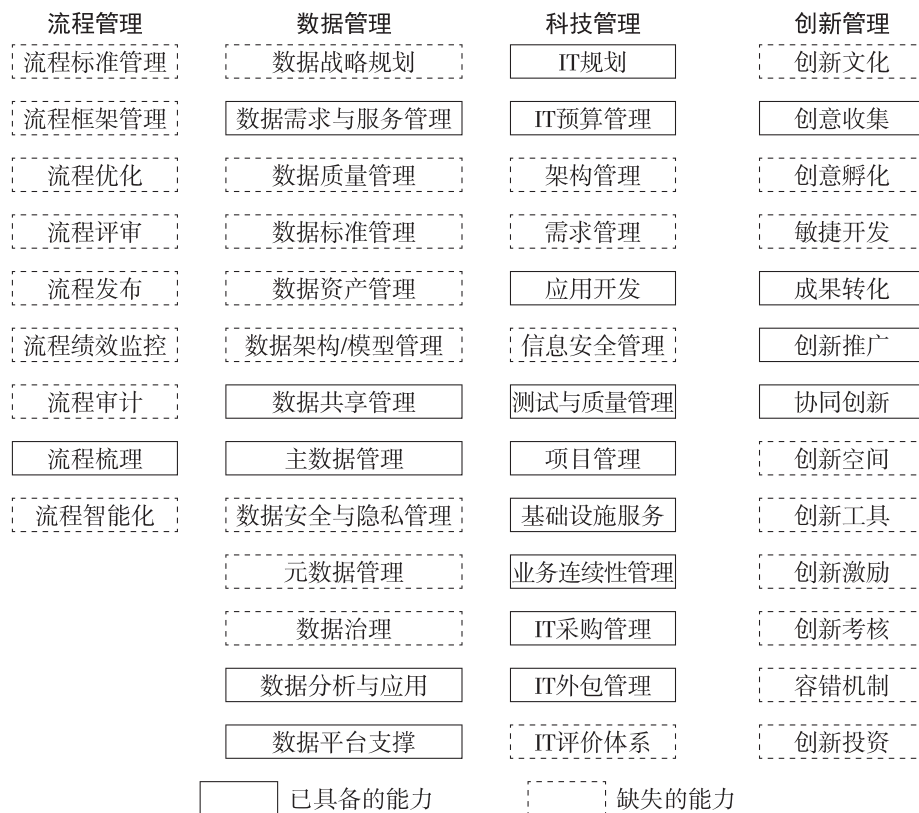 流程管理 数据管理 科技管理 创新管理
流程标准管理 数据战略规划 IT规划 创新文化
流程框架管理 数据需求与服务管理 IT预算管理 创意收集
流程优化 数据质量管理 架构管理 创意孵化
流程评审 数据标准管理 需求管理 敏捷开发
流程发布 数据资产管理 应用开发 成果转化
流程绩效监控 数据架构/模型管理 信息安全管理 创新推广
流程审计 数据共享管理 测试与质量管理 协同创新
流程梳理 主数据管理 项目管理 创新空间
流程智能化 数据安全与隐私管理 基础设施服务 创新工具
元数据管理 业务连续性管理 创新激励
数据治理 IT采购管理 创新考核
数据分析与应用 IT外包管理 容错机制
数据平台支撑 IT评价体系 创新投资
已具备的能力 缺失的能力